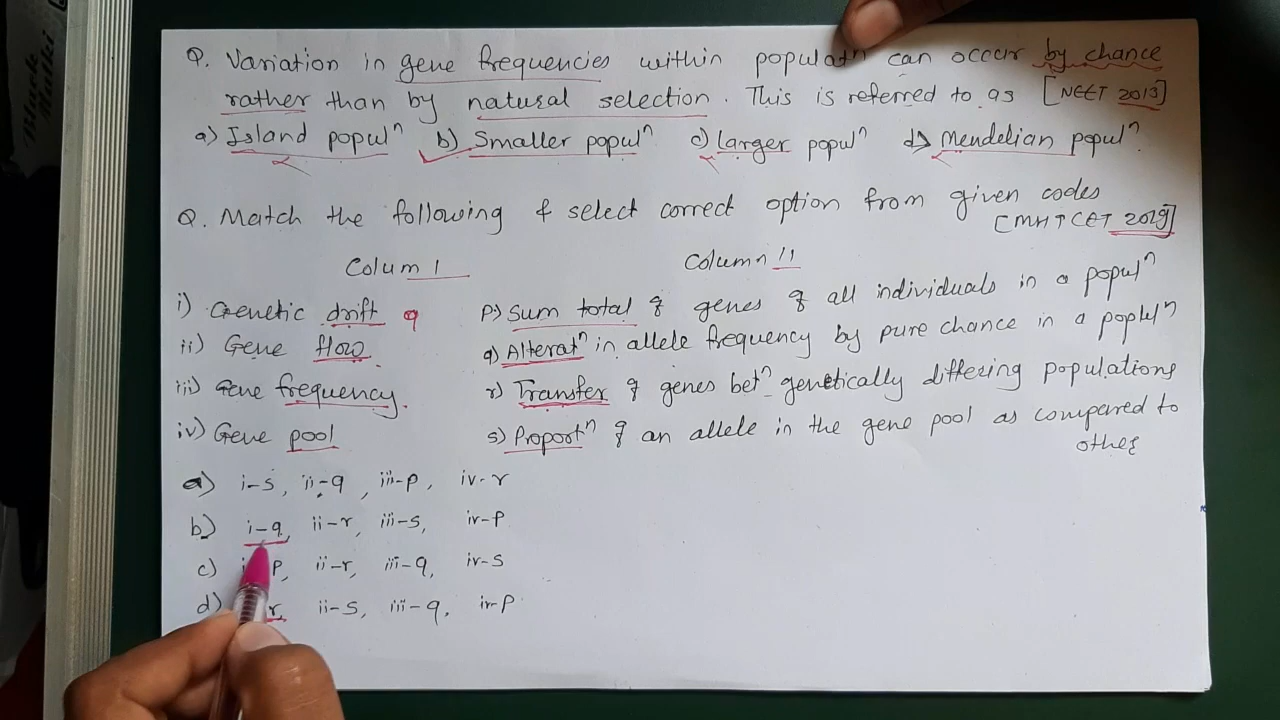 Q. Variation in gene frequencies within populatn can occur by chance
rather than by natural selection. This is referred to as [NEET 2013]
a) Island populn b) Smaller populn c) larger populn d) Mendelian populn.
Q. Match the following & select correct option from given codes
[MHTCET 2019]
Colum I Column II
i) Genetic drift q p) Sum total of genes of all individuals in a populn
ii) Gene flow q) Alteratn in allele frequency by pure chance in a popln
iii) Gene frequency. r) Transfer of genes betn genetically differing populations
iv) Gene pool s) Proportn of an allele in the gene pool as compared to
other
a) i-s, ii-q, iii-p, iv-r
b) i-q, ii-r, iii-s, iv-p
c) p, ii-r, iii-q, iv-s
d) r, ii-s, iii-q, iv-p
Black